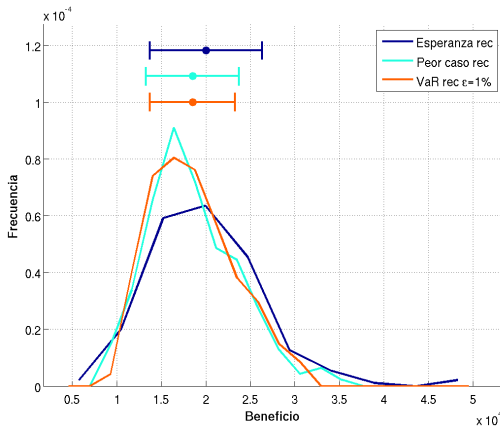 x 10⁻⁴
1.2
1
0.8
0.6
0.4
0.2
0
Frecuencia
Esperanza rec
Peor caso rec
VaR rec ε=1%
0.5 1 1.5 2 2.5 3 3.5 4 4.5 5
Beneficio
x 10